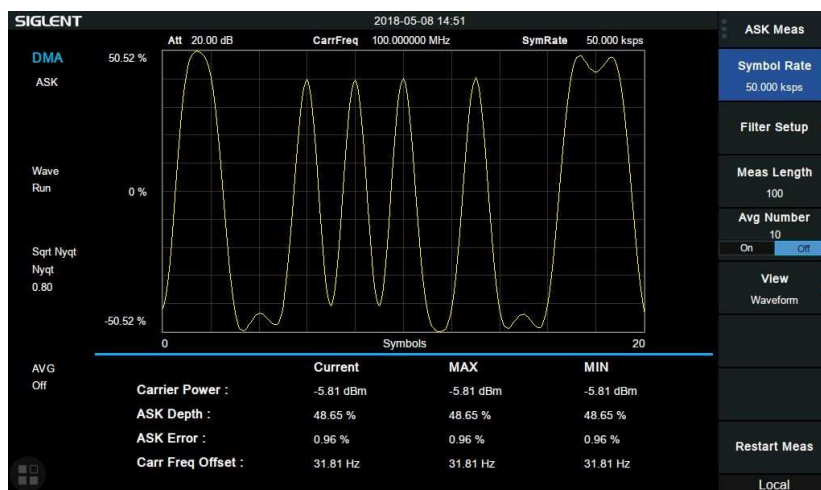 SIGLENT
2018-05-08 14:51
Att 20.00 dB CarrFreq 100.000000 MHz SymRate 50.000 ksps
DMA
ASK
Wave
Run
Sqrt Nyqt
Nyqt
0.80
AVG
Off
50.52 %
0 %
-50.52 %
0 Symbols 20
Current MAX MIN
Carrier Power : -5.81 dBm -5.81 dBm -5.81 dBm
ASK Depth : 48.65 % 48.65 % 48.65 %
ASK Error : 0.96 % 0.96 % 0.96 %
Carr Freq Offset : 31.81 Hz 31.81 Hz 31.81 Hz
ASK Meas
Symbol Rate
50.000 ksps
Filter Setup
Meas Length
100
Avg Number
10
On Off
View
Waveform
Restart Meas
Local